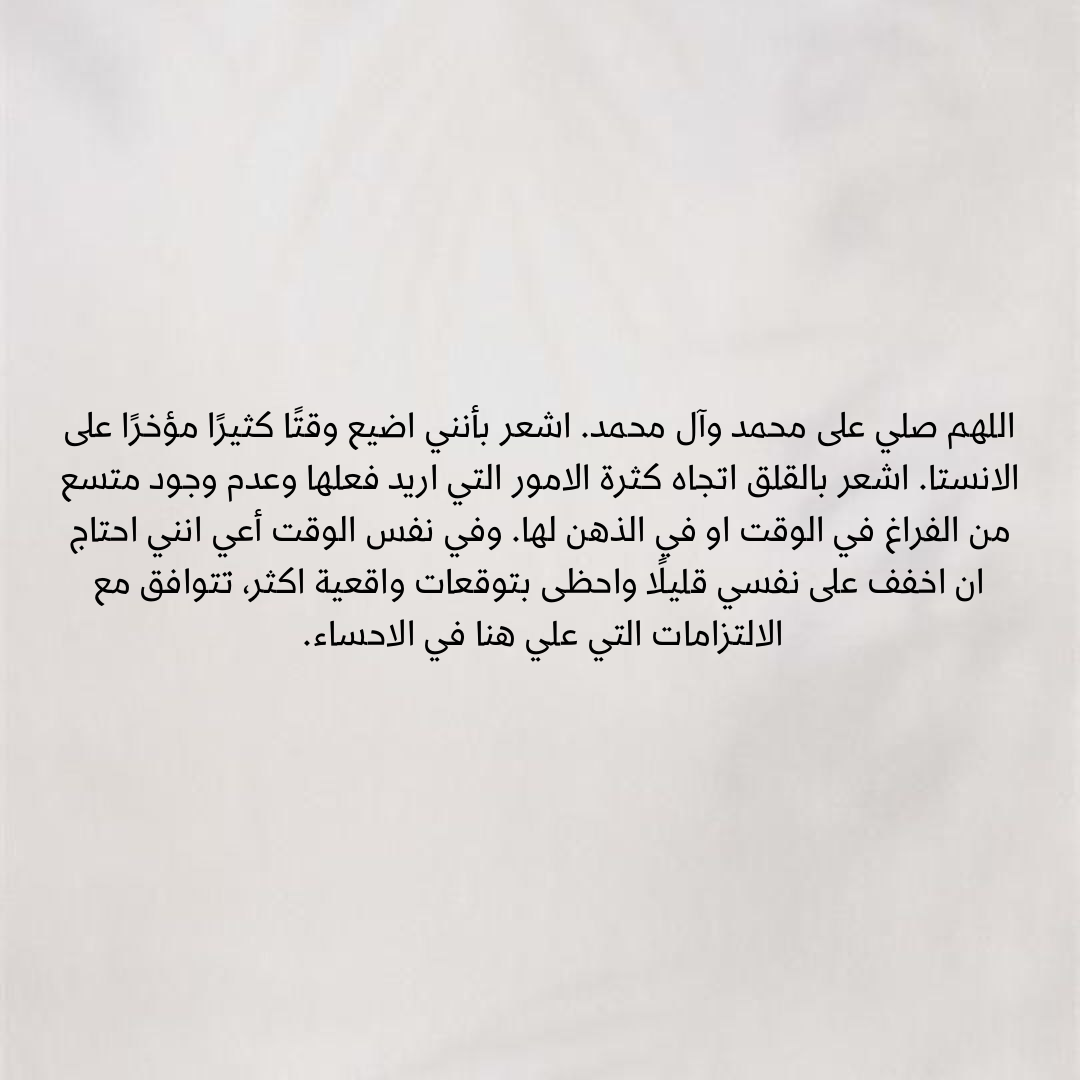 اللهم صلي على محمد وآل محمد. اشعر بأنني اضيع وقتًا كثيرًا مؤخرًا على
الانستا. اشعر بالقلق اتجاه كثرة الامور التي اريد فعلها وعدم وجود متسع
من الفراغ في الوقت او في الذهن لها. وفي نفس الوقت أعي انني احتاج
ان اخفف على نفسي قليلًا واحظى بتوقعات واقعية اكثر، تتوافق مع
الالتزامات التي علي هنا في الاحساء.